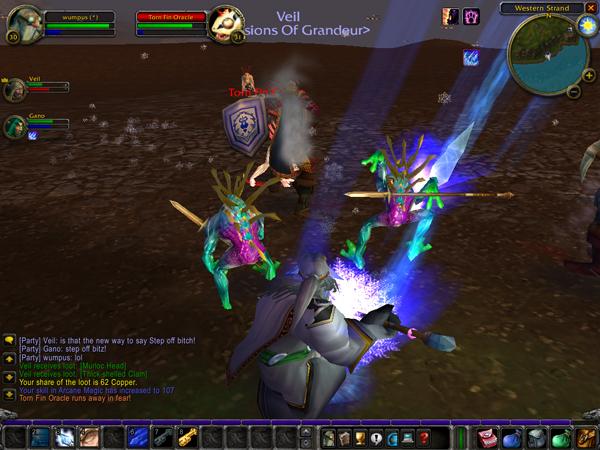 wumpus (*)
30
Torn Fin Oracle
31
Veil
sions Of Grandeur>
Western Strand
N
Veil
Gano
Torn F
[Party] Veil: is that the new way to say Step off bitch!
[Party] Gano: step off bitz!
[Party] wumpus: lol
Veil receives loot: [Murloc Head]
Veil receives loot: [Thick-shelled Clam]
Your share of the loot is 62 Copper.
Your skill in Arcane Magic has increased to 107
Torn Fin Oracle runs away in fear!